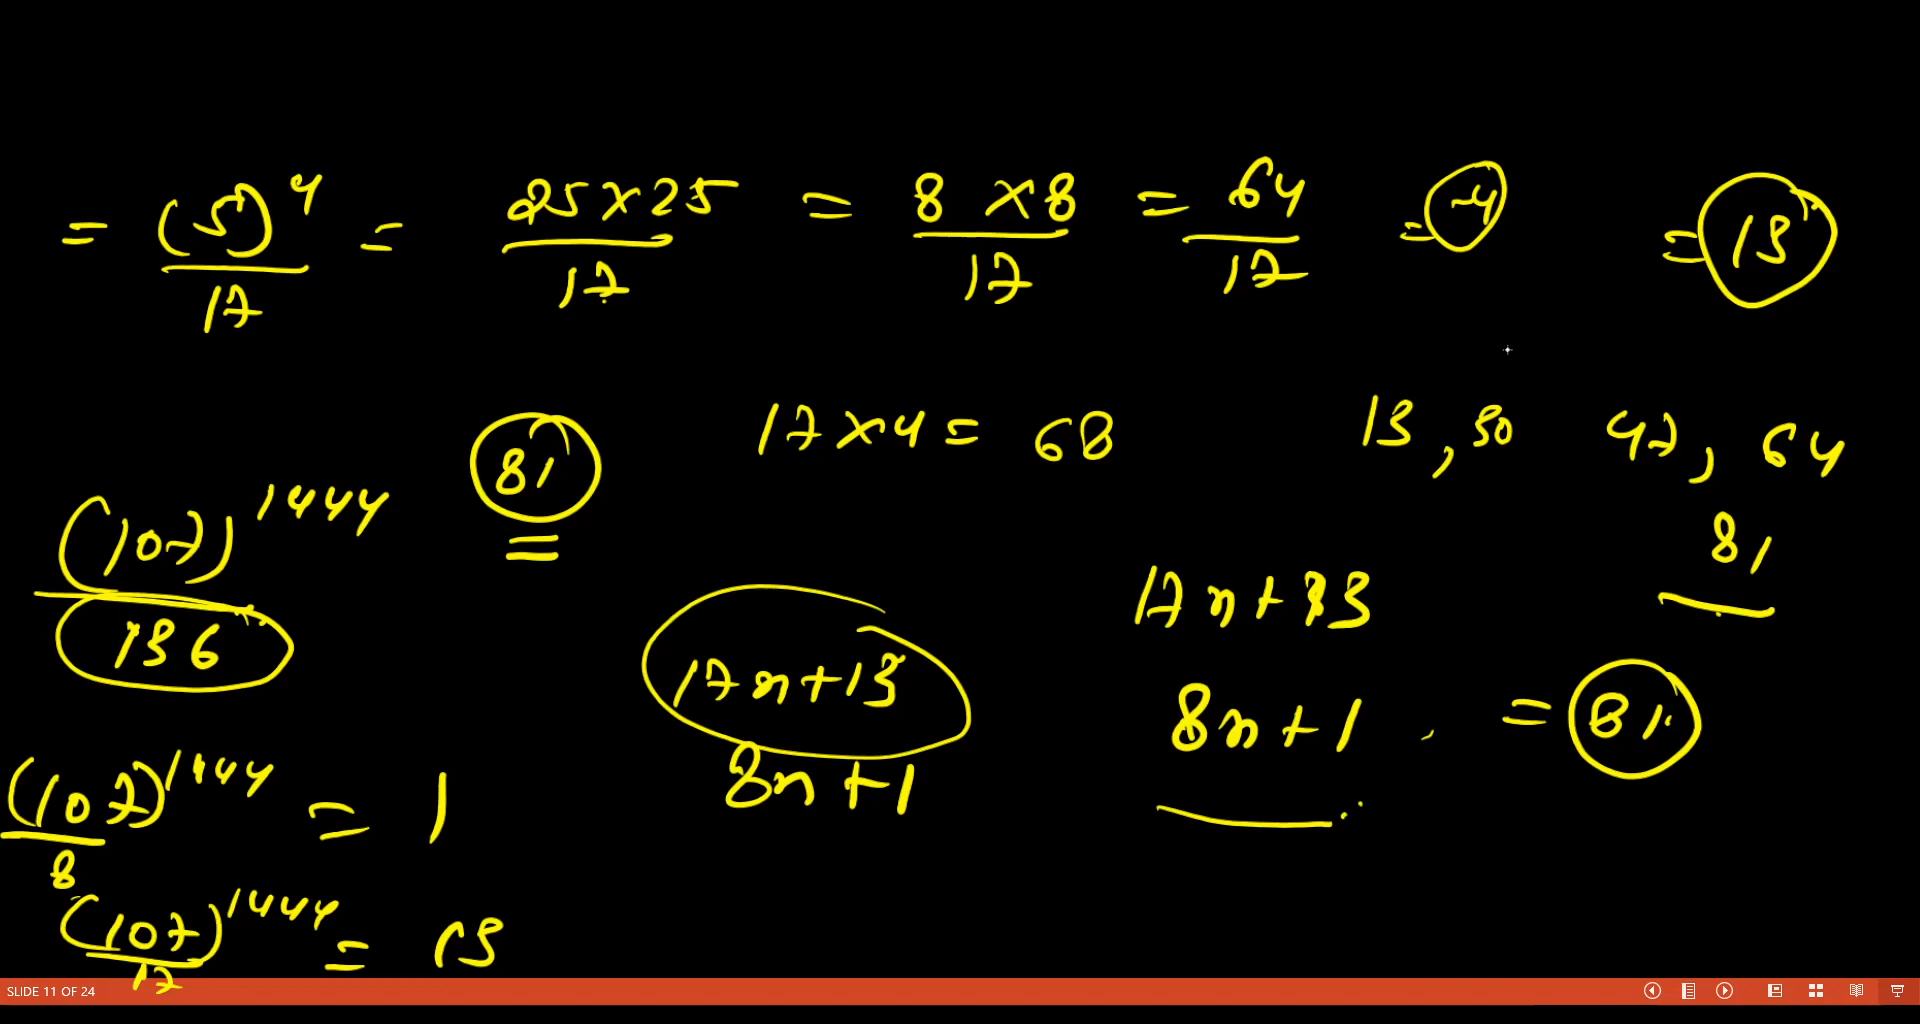 = (5)^4/17 = 25×25/17 = 8×8/17 = 64/17 = -4 = 13
17×4 = 68
13, 30 47, 64
81
(107)^1444/136
81
17n+13
8n+1
17n+33
8n+1 = 81
(107)^1444/8 = 1
(107)^1444/17 = 13
SLIDE 11 OF 24